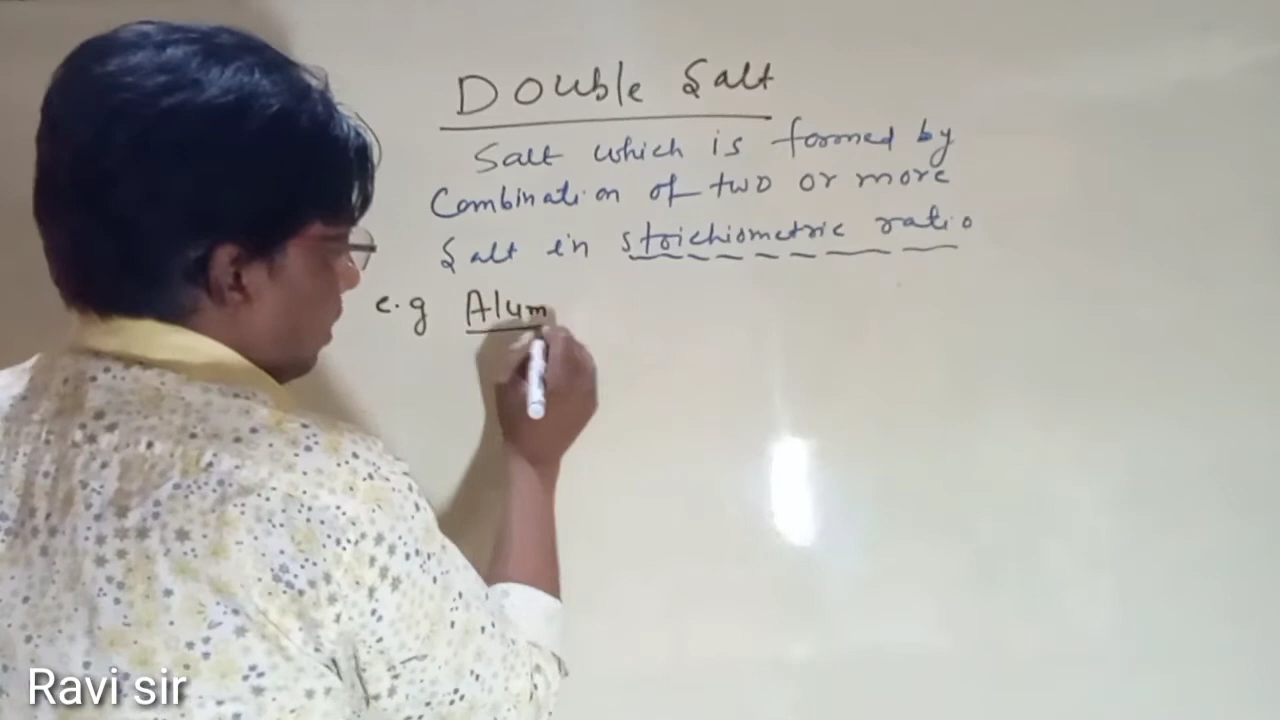 Double Salt
Salt which is formed by
Combination of two or more
Salt in stoichiometric ratio
e.g Alum
Ravi sir